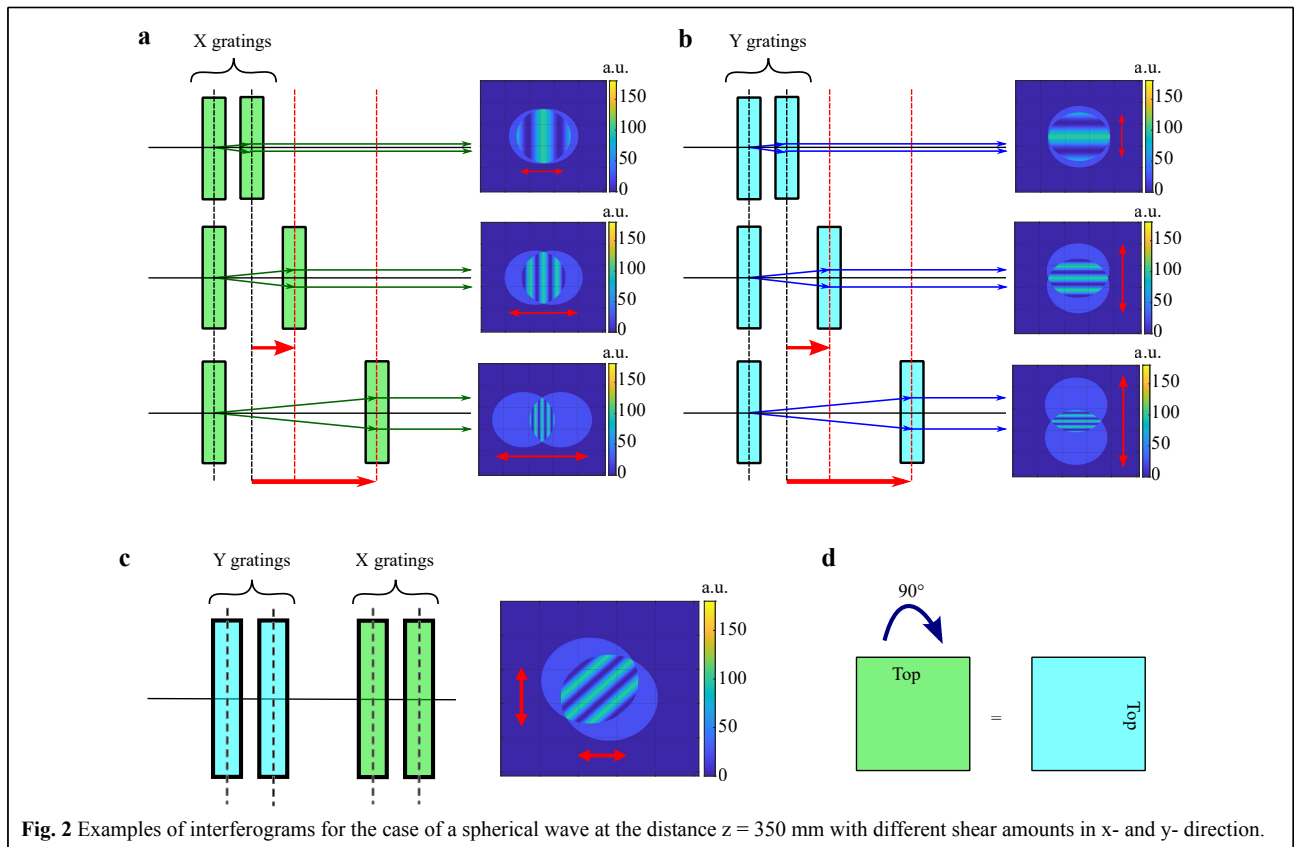 a
X gratings
a.u.
150
100
50
0
a.u.
150
100
50
0
a.u.
150
100
50
0
b
Y gratings
a.u.
150
100
50
0
a.u.
150
100
50
0
a.u.
150
100
50
0
c
Y gratings
X gratings
a.u.
150
100
50
0
d
90°
Top
=
Top
Fig. 2 Examples of interferograms for the case of a spherical wave at the distance z = 350 mm with different shear amounts in x- and y- direction.